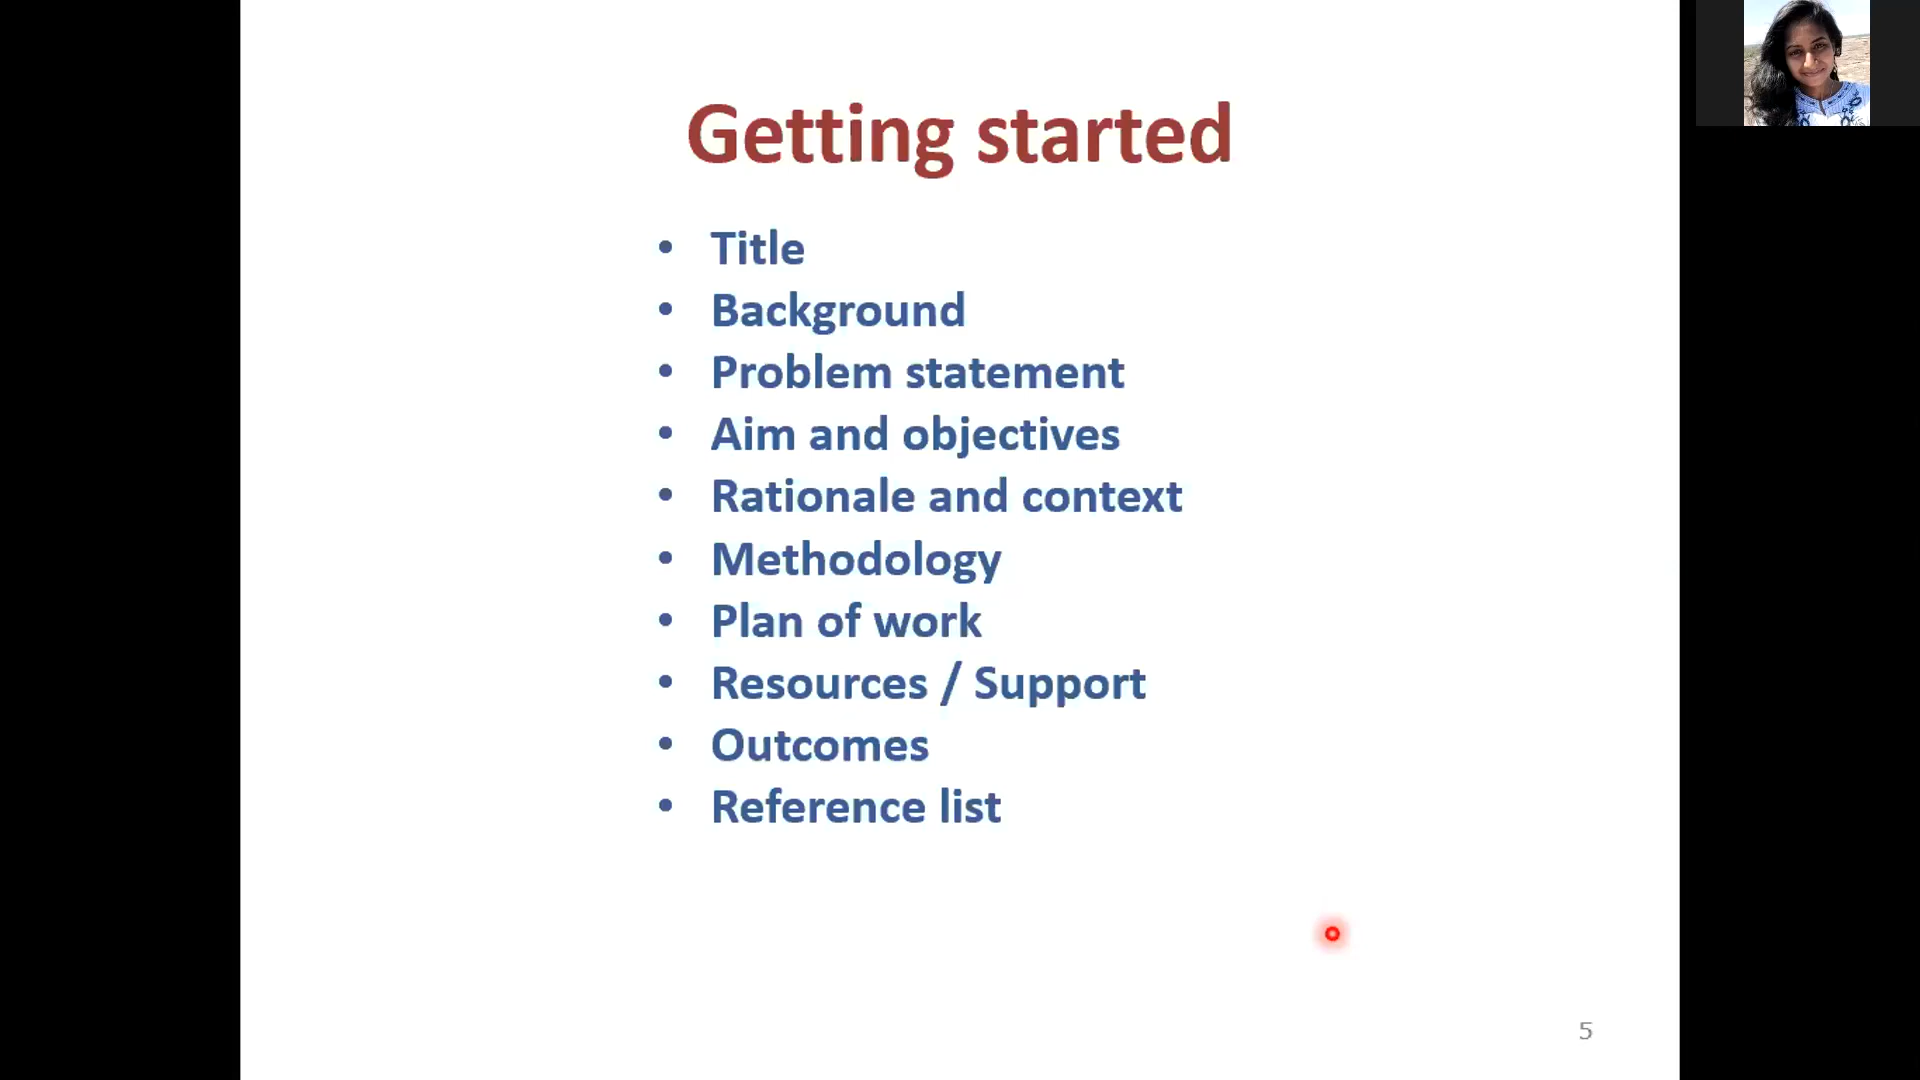 Getting started
• Title
• Background
• Problem statement
• Aim and objectives
• Rationale and context
• Methodology
• Plan of work
• Resources / Support
• Outcomes
• Reference list
5